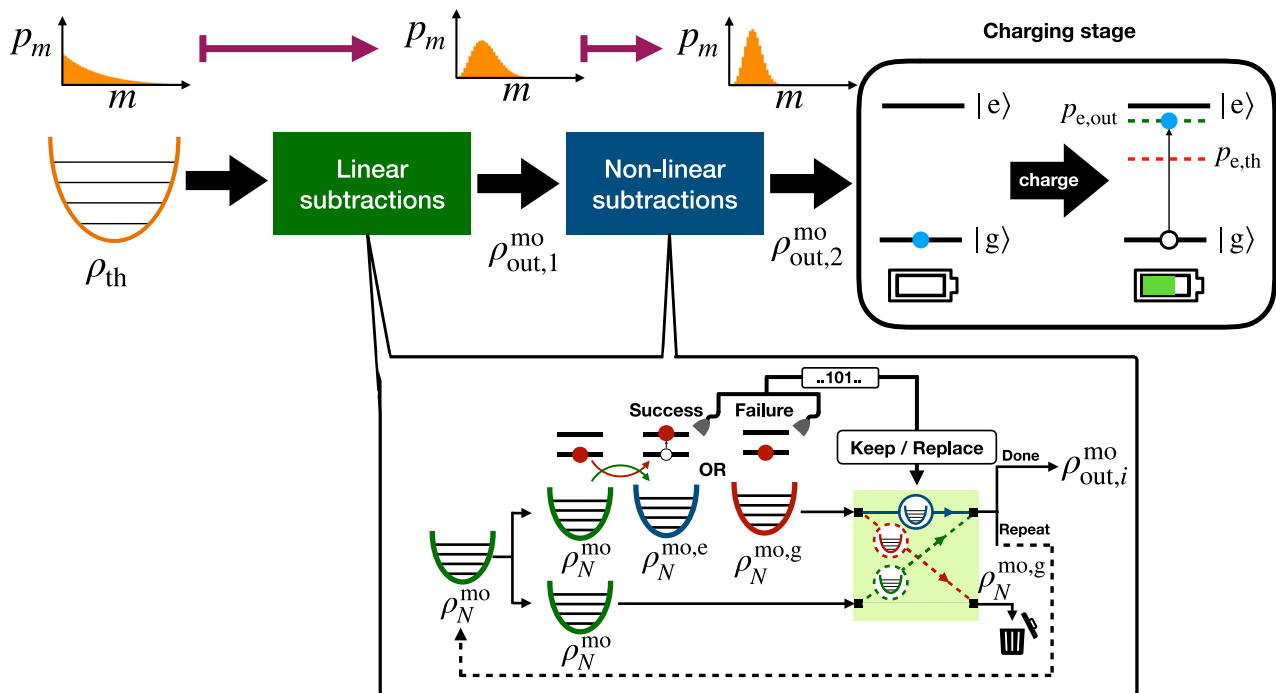 p_m
m
p_m
m
p_m
m
Charging stage
|e⟩
|e⟩
p_e,out
p_e,th
charge
|g⟩
|g⟩
Linear
subtractions
Non-linear
subtractions
ρ_th
ρ^mo_out,1
ρ^mo_out,2
..101..
Success
Failure
OR
Keep / Replace
Done
ρ^mo_out,i
Repeat
ρ^mo_N
ρ^mo,e_N
ρ^mo,g_N
ρ^mo,g_N
ρ^mo_N
ρ^mo_N